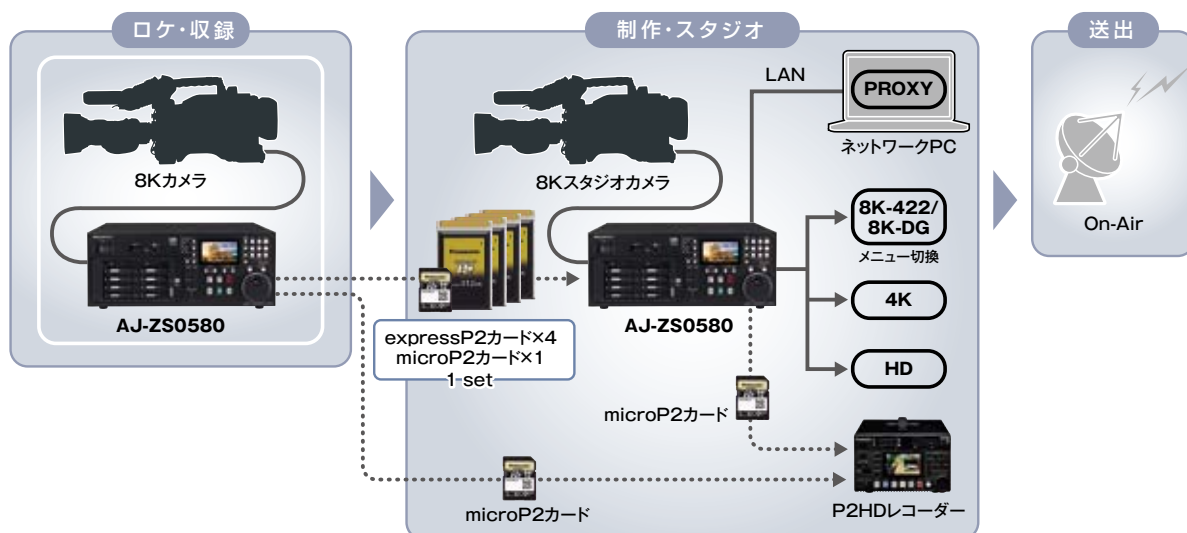 ロケ・収録
8Kカメラ
AJ-ZS0580
制作・スタジオ
8Kスタジオカメラ
AJ-ZS0580
expressP2カード×4
microP2カード×1
1 set
LAN
PROXY
ネットワークPC
8K-422/
8K-DG
メニュー切換
4K
HD
microP2カード
microP2カード
P2HDレコーダー
送出
On-Air